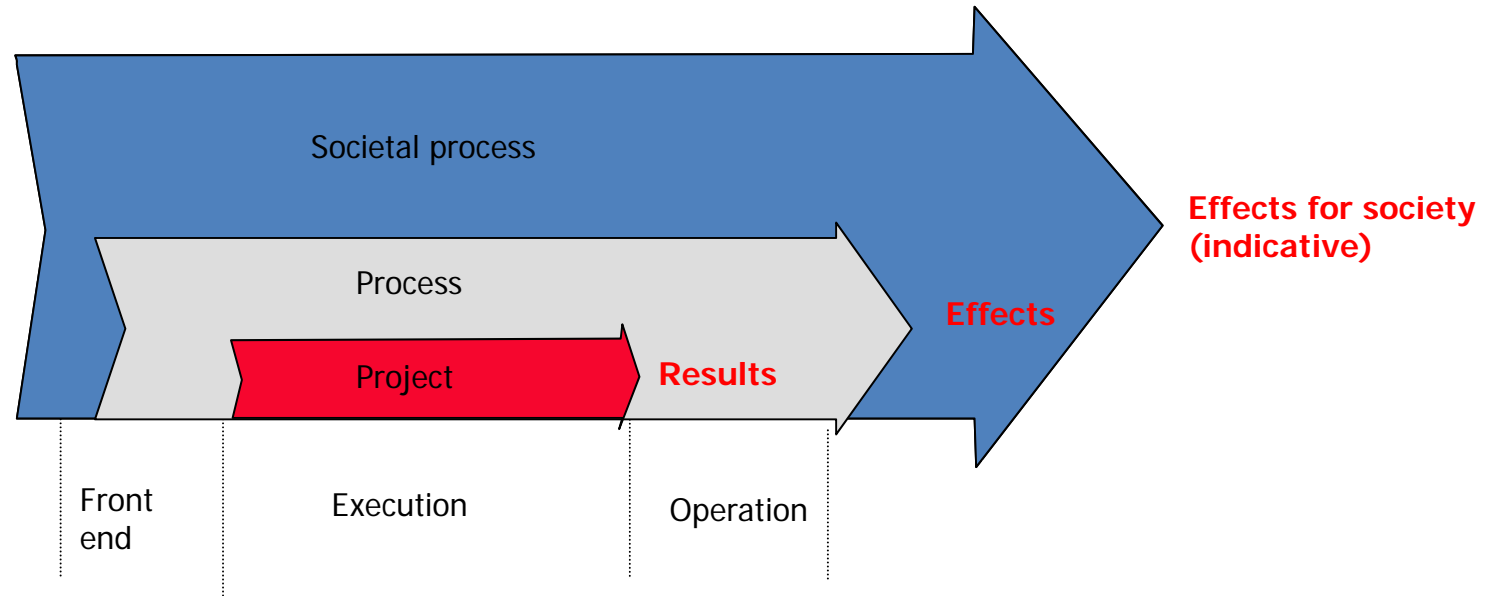 Societal process
Effects for society
(indicative)
Process
Effects
Project
Results
Front
end
Execution
Operation